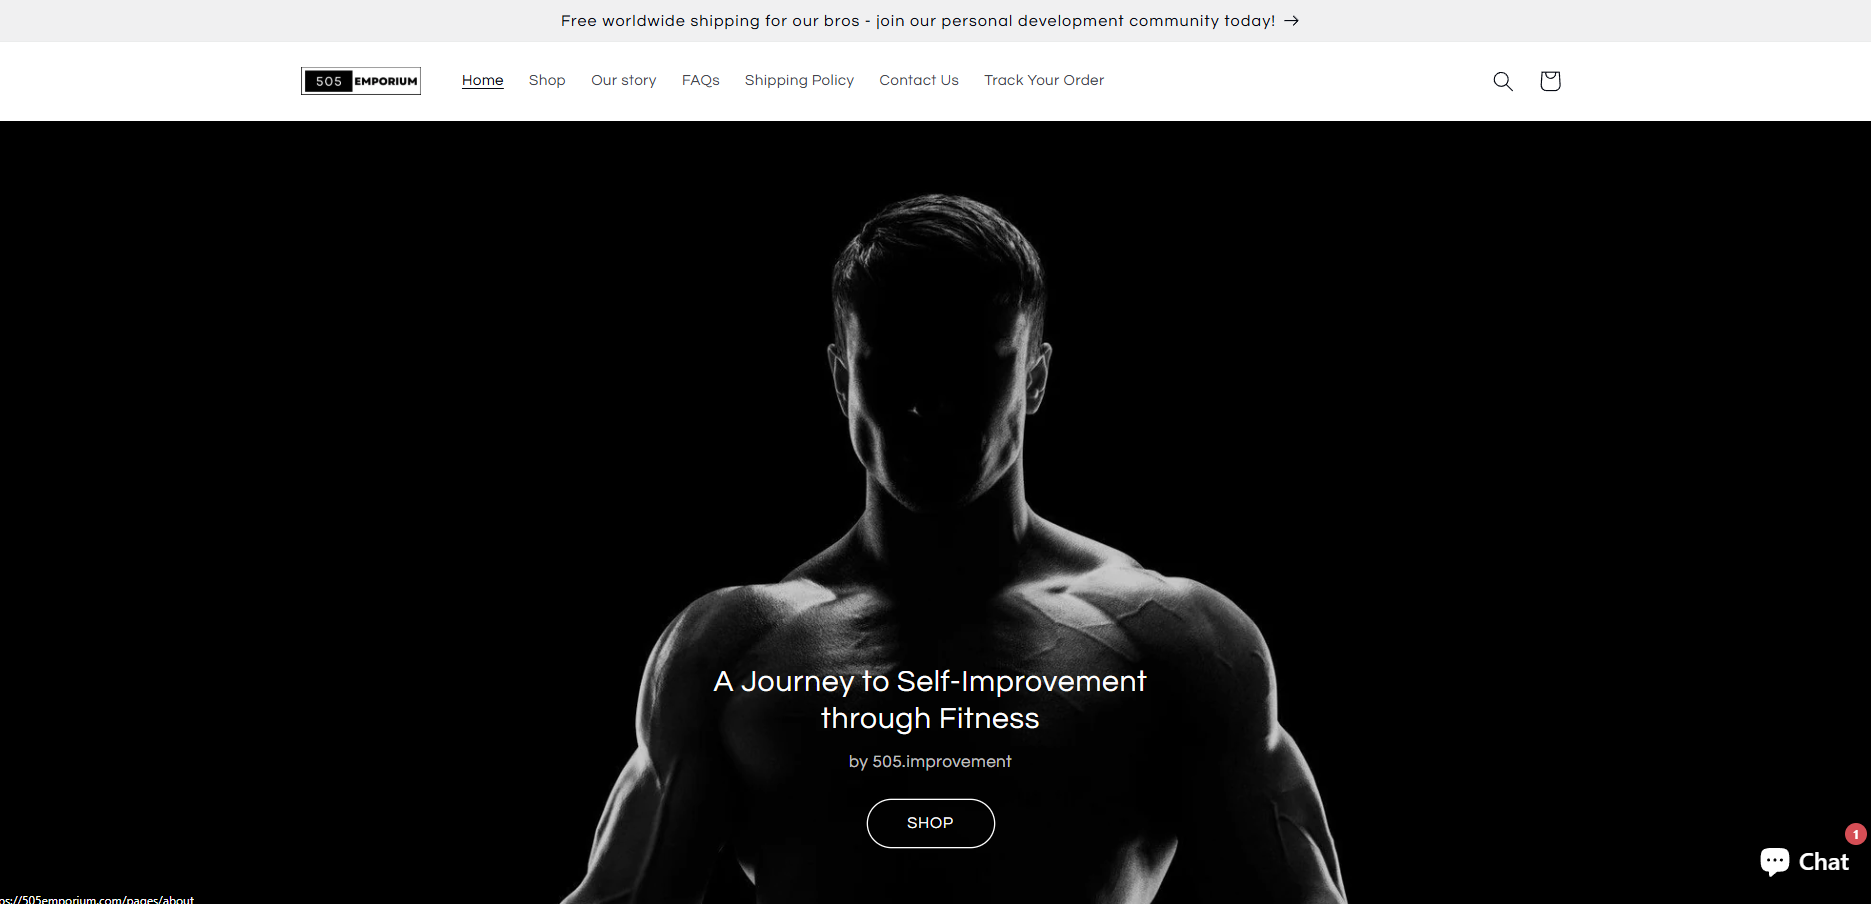 Free worldwide shipping for our bros - join our personal development community today! →
505 EMPORIUM
Home Shop Our story FAQs Shipping Policy Contact Us Track Your Order
A Journey to Self-Improvement
through Fitness
by 505.improvement
SHOP
1
Chat
ps://505emporium.com/pages/about